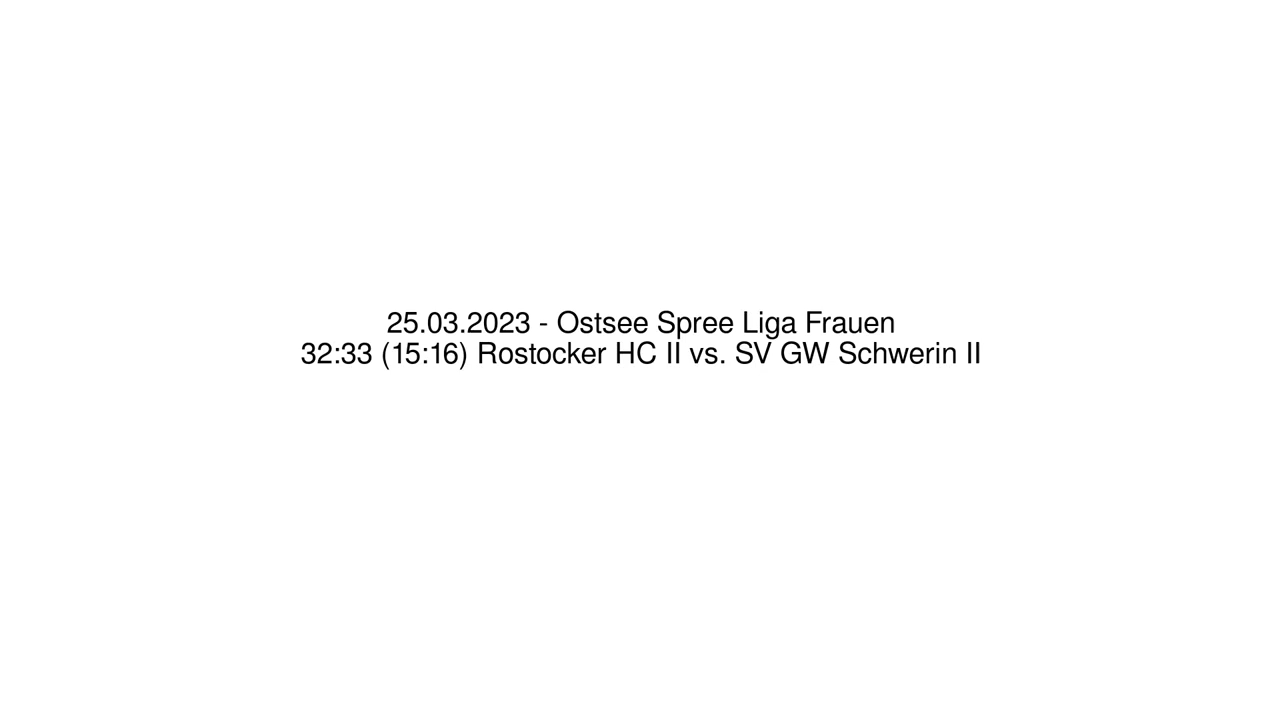 25.03.2023 - Ostsee Spree Liga Frauen
32:33 (15:16) Rostocker HC II vs. SV GW Schwerin II